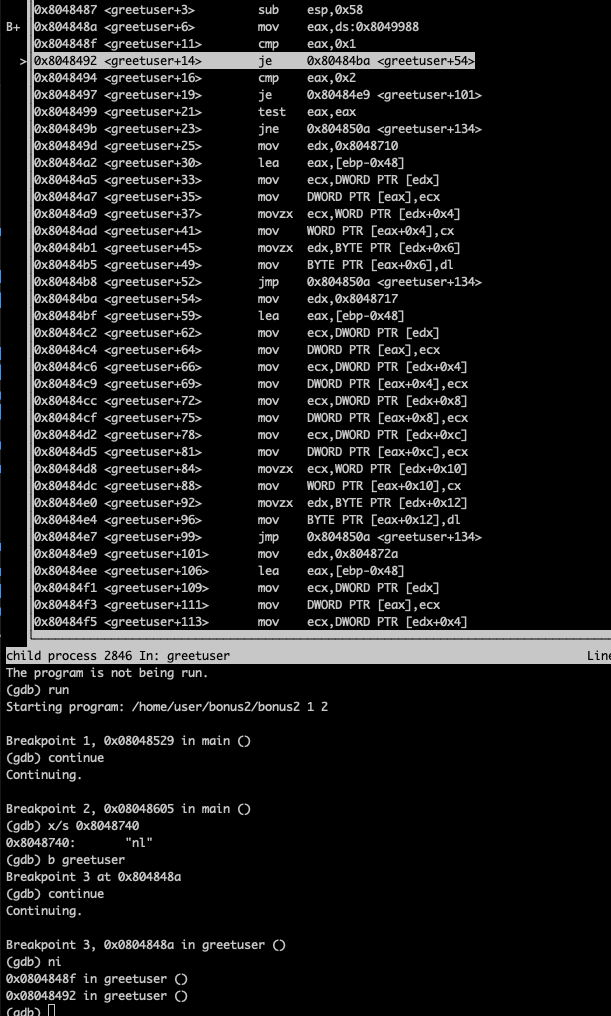 0x8048487 <greetuser+3> sub esp,0x58
B+ 0x804848a <greetuser+6> mov eax,ds:0x8049988
0x804848f <greetuser+11> cmp eax,0x1
> 0x8048492 <greetuser+14> je 0x80484ba <greetuser+54>
0x8048494 <greetuser+16> cmp eax,0x2
0x8048497 <greetuser+19> je 0x80484e9 <greetuser+101>
0x8048499 <greetuser+21> test eax,eax
0x804849b <greetuser+23> jne 0x804850a <greetuser+134>
0x804849d <greetuser+25> mov edx,0x8048710
0x80484a2 <greetuser+30> lea eax,[ebp-0x48]
0x80484a5 <greetuser+33> mov ecx,DWORD PTR [edx]
0x80484a7 <greetuser+35> mov DWORD PTR [eax],ecx
0x80484a9 <greetuser+37> movzx ecx,WORD PTR [edx+0x4]
0x80484ad <greetuser+41> mov WORD PTR [eax+0x4],cx
0x80484b1 <greetuser+45> movzx edx,BYTE PTR [edx+0x6]
0x80484b5 <greetuser+49> mov BYTE PTR [eax+0x6],dl
0x80484b8 <greetuser+52> jmp 0x804850a <greetuser+134>
0x80484ba <greetuser+54> mov edx,0x8048717
0x80484bf <greetuser+59> lea eax,[ebp-0x48]
0x80484c2 <greetuser+62> mov ecx,DWORD PTR [edx]
0x80484c4 <greetuser+64> mov DWORD PTR [eax],ecx
0x80484c6 <greetuser+66> mov ecx,DWORD PTR [edx+0x4]
0x80484c9 <greetuser+69> mov DWORD PTR [eax+0x4],ecx
0x80484cc <greetuser+72> mov ecx,DWORD PTR [edx+0x8]
0x80484cf <greetuser+75> mov DWORD PTR [eax+0x8],ecx
0x80484d2 <greetuser+78> mov ecx,DWORD PTR [edx+0xc]
0x80484d5 <greetuser+81> mov DWORD PTR [eax+0xc],ecx
0x80484d8 <greetuser+84> movzx ecx,WORD PTR [edx+0x10]
0x80484dc <greetuser+88> mov WORD PTR [eax+0x10],cx
0x80484e0 <greetuser+92> movzx edx,BYTE PTR [edx+0x12]
0x80484e4 <greetuser+96> mov BYTE PTR [eax+0x12],dl
0x80484e7 <greetuser+99> jmp 0x804850a <greetuser+134>
0x80484e9 <greetuser+101> mov edx,0x804872a
0x80484ee <greetuser+106> lea eax,[ebp-0x48]
0x80484f1 <greetuser+109> mov ecx,DWORD PTR [edx]
0x80484f3 <greetuser+111> mov DWORD PTR [eax],ecx
0x80484f5 <greetuser+113> mov ecx,DWORD PTR [edx+0x4]
child process 2846 In: greetuser Line
The program is not being run.
(gdb) run
Starting program: /home/user/bonus2/bonus2 1 2
Breakpoint 1, 0x08048529 in main ()
(gdb) continue
Continuing.
Breakpoint 2, 0x08048605 in main ()
(gdb) x/s 0x8048740
0x8048740: "nl"
(gdb) b greetuser
Breakpoint 3 at 0x804848a
(gdb) continue
Continuing.
Breakpoint 3, 0x0804848a in greetuser ()
(gdb) ni
0x0804848f in greetuser ()
0x08048492 in greetuser ()
(gdb)